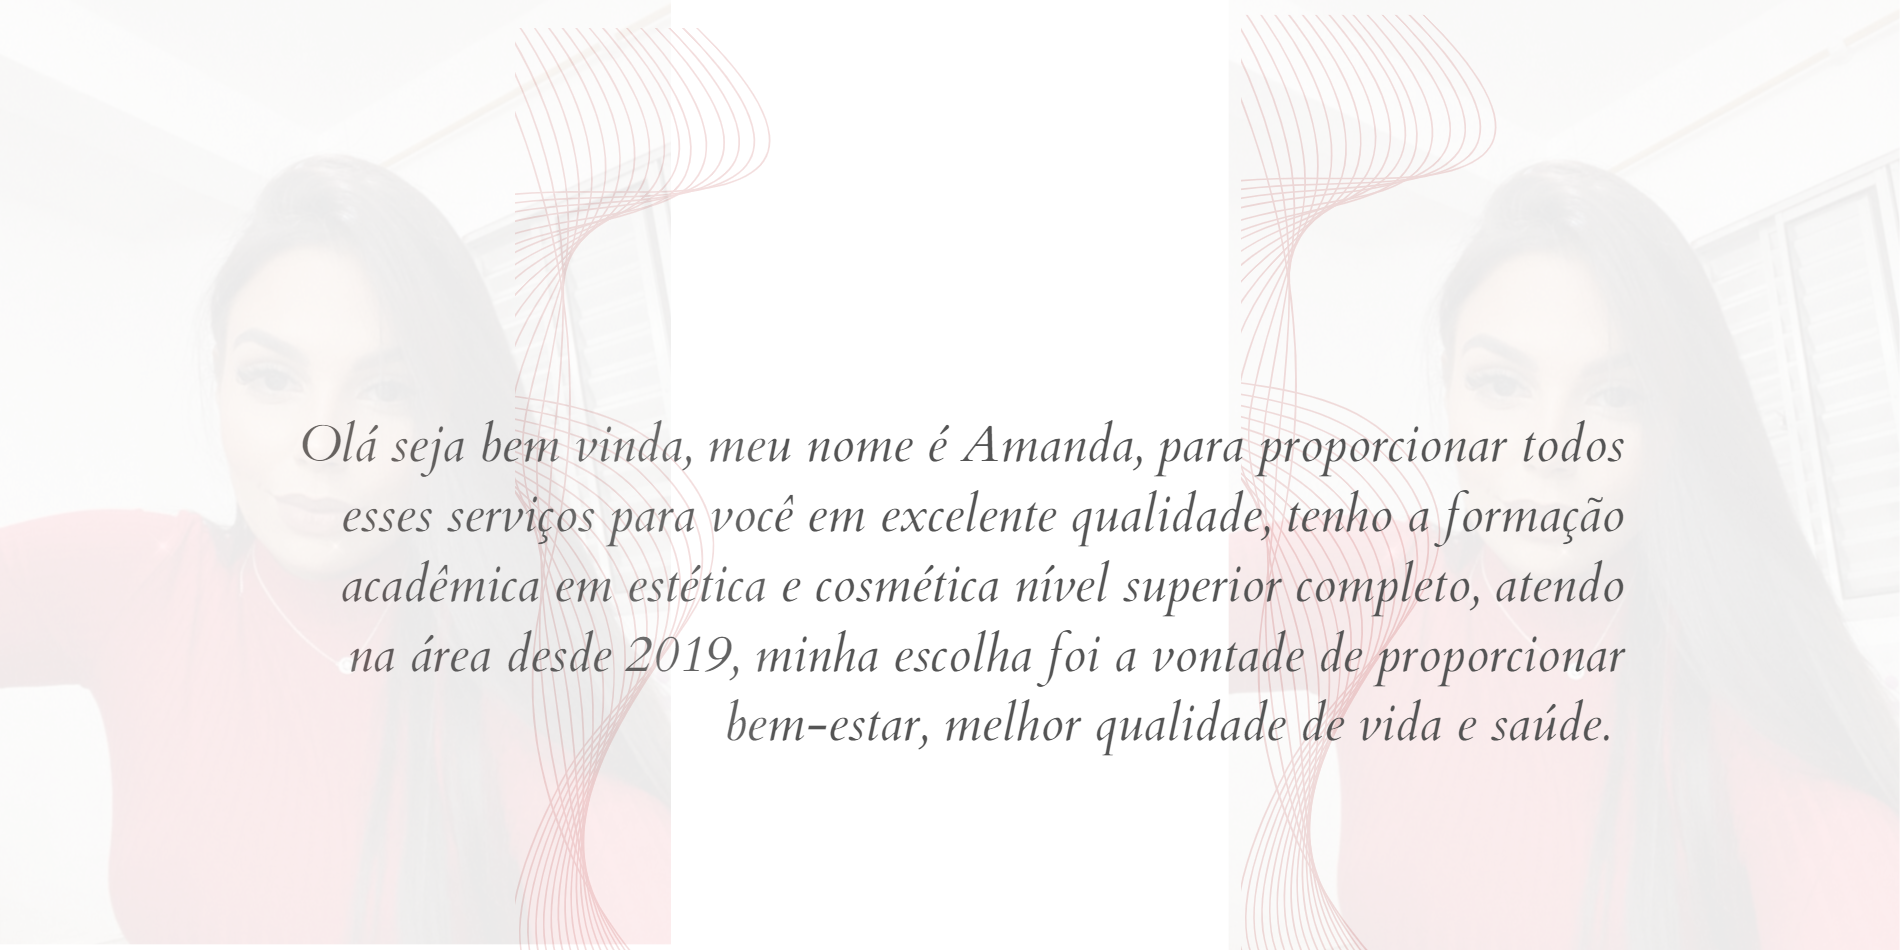 Olá seja bem vinda, meu nome é Amanda, para proporcionar todos
esses serviços para você em excelente qualidade, tenho a formação
acadêmica em estética e cosmética nível superior completo, atendo
na área desde 2019, minha escolha foi a vontade de proporcionar
bem-estar, melhor qualidade de vida e saúde.